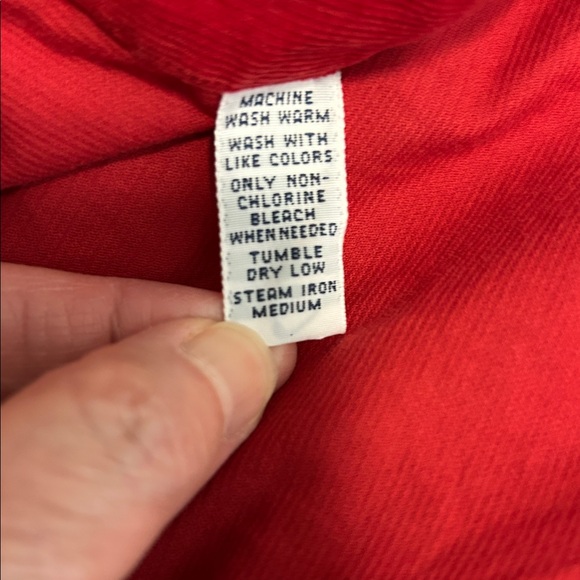 MACHINE
WASH WARM
WASH WITH
LIKE COLORS
ONLY NON-
CHLORINE
BLEACH
WHEN NEEDED
TUMBLE
DRY LOW
STEAM IRON
MEDIUM